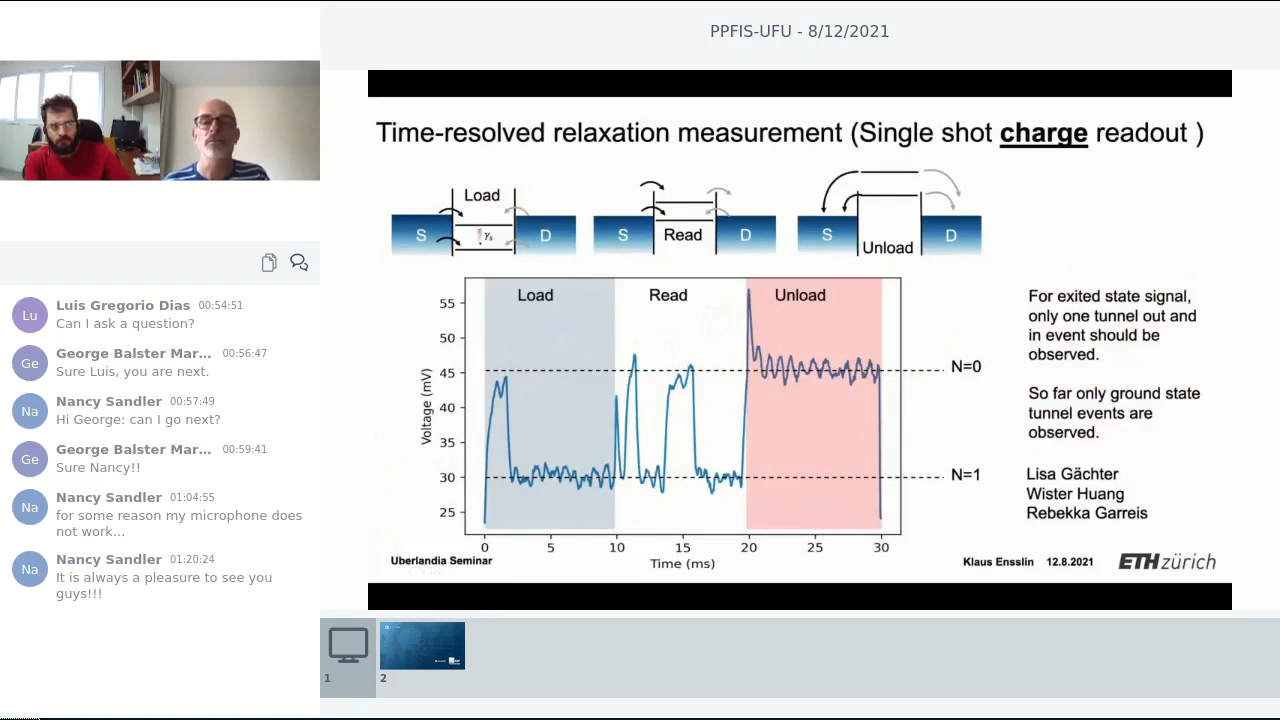 PPFIS-UFU - 8/12/2021
Lu
Luis Gregorio Dias 00:54:51
Can I ask a question?
Ge
George Balster Mar... 00:56:47
Sure Luis, you are next.
Na
Nancy Sandler 00:57:49
Hi George: can I go next?
Ge
George Balster Mar... 00:59:41
Sure Nancy!!
Na
Nancy Sandler 01:04:55
for some reason my microphone does
not work...
Na
Nancy Sandler 01:20:24
It is always a pleasure to see you
guys!!!
Time-resolved relaxation measurement (Single shot charge readout )
Load
S
γs
D
S
Read
D
S
Unload
D
Load
Read
Unload
55
50
45
40
35
30
25
Voltage (mV)
N=0
N=1
0 5 10 15 20 25 30
Time (ms)
For exited state signal,
only one tunnel out and
in event should be
observed.
So far only ground state
tunnel events are
observed.
Lisa Gächter
Wister Huang
Rebekka Garreis
Uberlandia Seminar
Klaus Ensslin 12.8.2021
ETH zürich
1
2